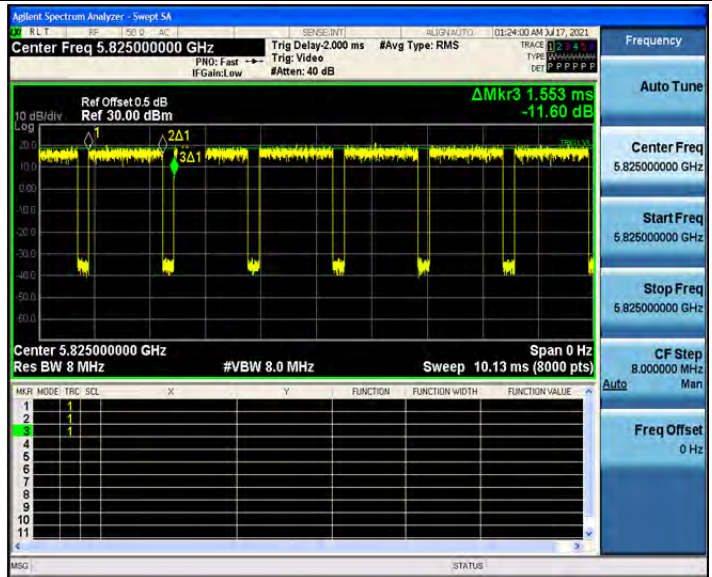 Agilent Spectrum Analyzer - Swept SA
RLT RF 50 Ω AC SENSE:INT ALIGNAUTO 01:24:00 AM Jul 17, 2021
Center Freq 5.825000000 GHz
PNO: Fast
IFGain:Low
Trig Delay-2.000 ms
Trig: Video
#Atten: 40 dB
#Avg Type: RMS
TRACE 1 2 3 4 5 6
TYPE
DET P P P P P P
Ref Offset 0.5 dB
10 dB/div Ref 30.00 dBm
ΔMkr3 1.553 ms
-11.60 dB
Log
1
2Δ1
3Δ1
TRIG LVL
20.0
10.0
0.00
-10.0
-20.0
-30.0
-40.0
-50.0
-60.0
Center 5.825000000 GHz Span 0 Hz
Res BW 8 MHz #VBW 8.0 MHz Sweep 10.13 ms (8000 pts)
MKR MODE TRC SCL X Y FUNCTION FUNCTION WIDTH FUNCTION VALUE
1 1
2 1
3 1
4
5
6
7
8
9
10
11
MSG STATUS
Frequency
Auto Tune
Center Freq
5.825000000 GHz
Start Freq
5.825000000 GHz
Stop Freq
5.825000000 GHz
CF Step
8.000000 MHz
Auto Man
Freq Offset
0 Hz